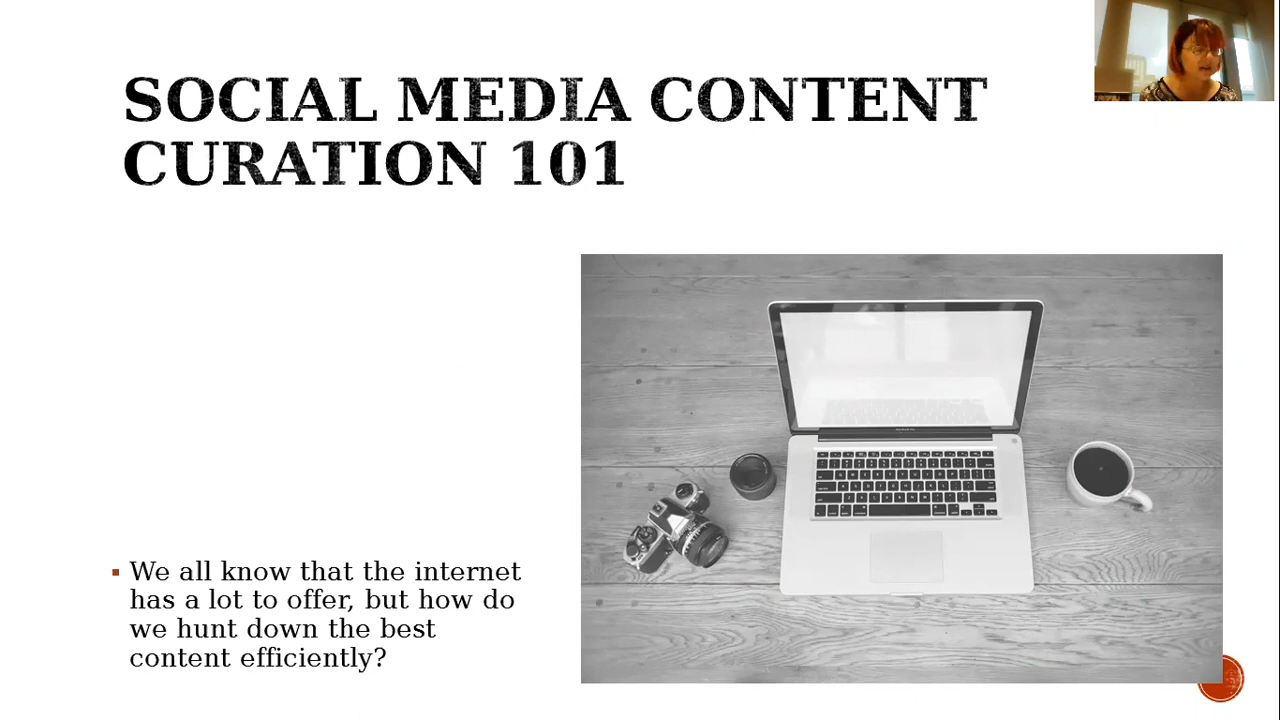 SOCIAL MEDIA CONTENT
CURATION 101
We all know that the internet
has a lot to offer, but how do
we hunt down the best
content efficiently?